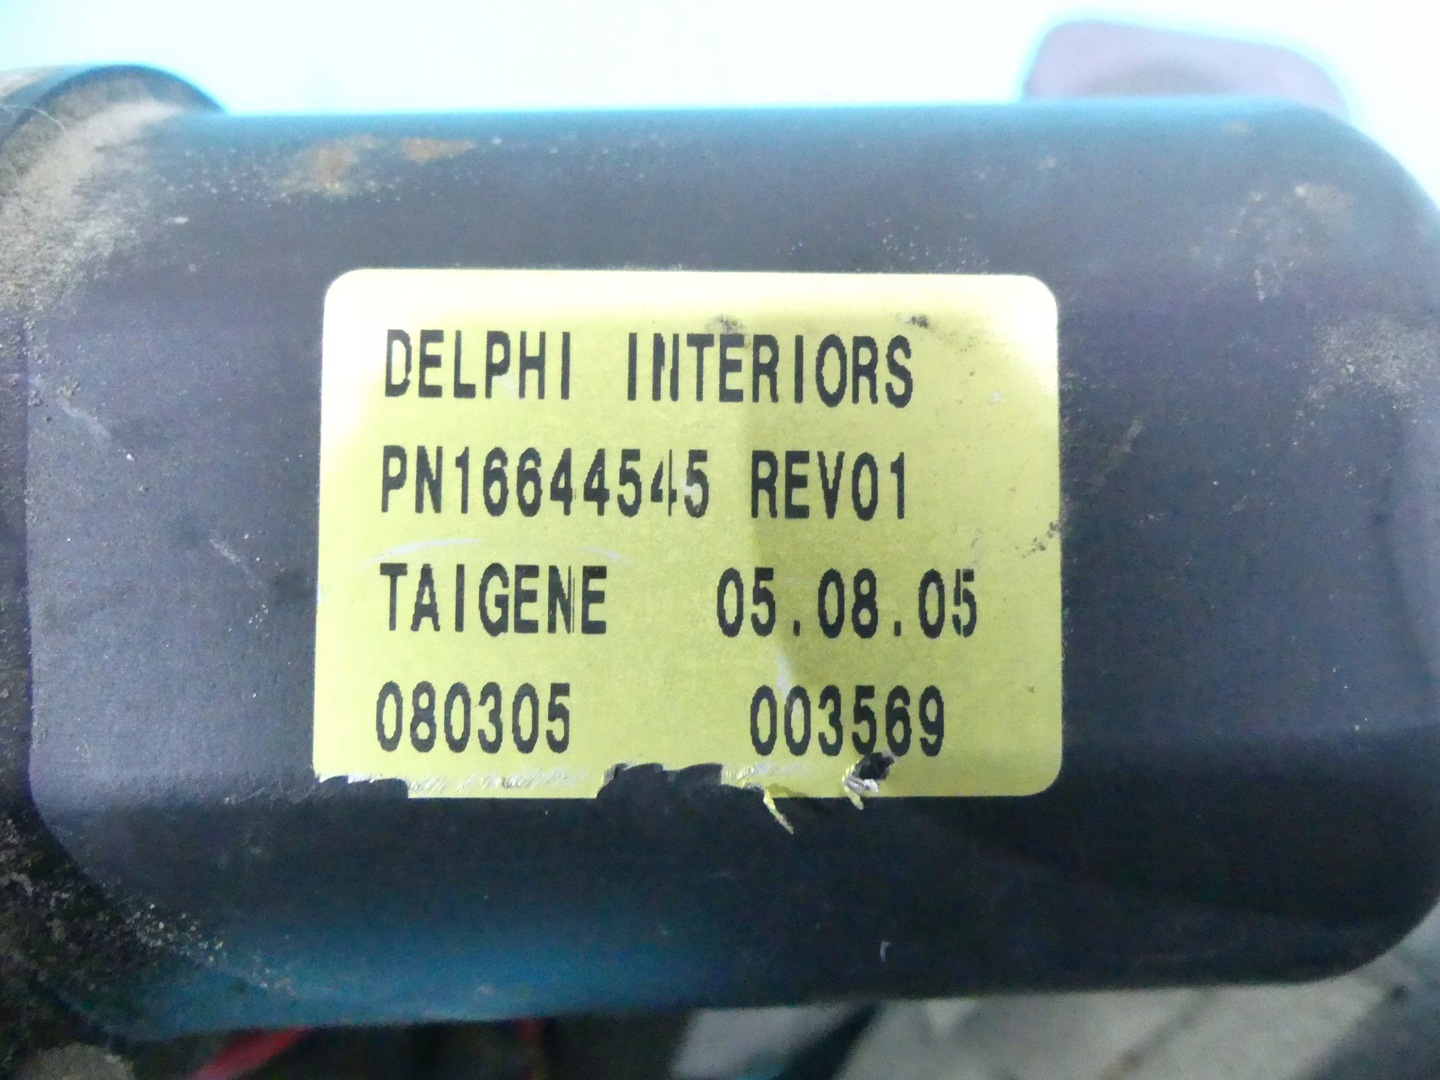 DELPHI INTERIORS
PN16644545 REV01
TAIGENE 05.08.05
080305 003569